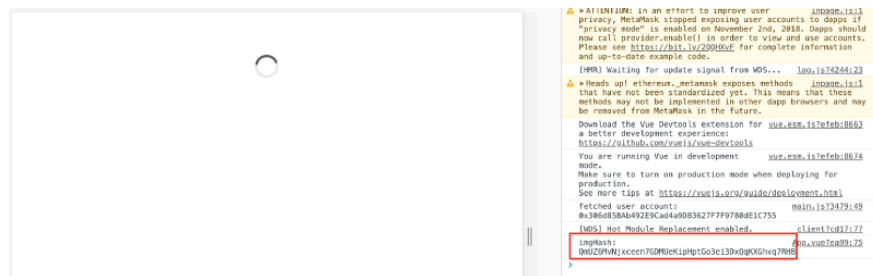 ⚠ ▸ATTENTION: In an effort to improve user inpage.js:1
privacy, MetaMask stopped exposing user accounts to dapps if
"privacy mode" is enabled on November 2nd, 2018. Dapps should
now call provider.enable() in order to view and use accounts.
Please see https://bit.ly/2QQHXvF for complete information
and up-to-date example code.
[HMR] Waiting for update signal from WDS... log.js?4244:23
⚠ ▸Heads up! ethereum._metamask exposes methods inpage.js:1
that have not been standardized yet. This means that these
methods may not be implemented in other dapp browsers and may
be removed from MetaMask in the future.
Download the Vue Devtools extension for vue.esm.js?efeb:8663
a better development experience:
https://github.com/vuejs/vue-devtools
You are running Vue in development vue.esm.js?efeb:8674
mode.
Make sure to turn on production mode when deploying for
production.
See more tips at https://vuejs.org/guide/deployment.html
fetched user account: main.js?3479:49
0x306d85BAb492E9Cad4a9DB3627F7F9780dE1C755
[WDS] Hot Module Replacement enabled. client?cd17:77
imgHash: App.vue?ea99:75
QmUZ6MvNjxceen7GDMUeKipHptGo3ei3DxQqKXGhvq7RH8
>